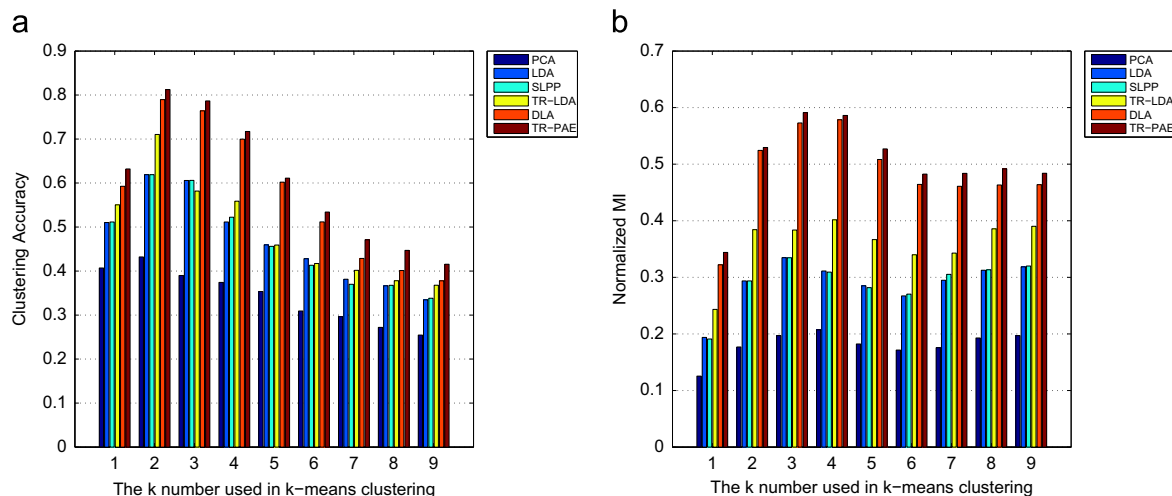 a
Clustering Accuracy
0.9
0.8
0.7
0.6
0.5
0.4
0.3
0.2
0.1
0
1 2 3 4 5 6 7 8 9
The k number used in k-means clustering
PCA
LDA
SLPP
TR-LDA
DLA
TR-PAE
b
Normalized MI
0.7
0.6
0.5
0.4
0.3
0.2
0.1
0
1 2 3 4 5 6 7 8 9
The k number used in k-means clustering
PCA
LDA
SLPP
TR-LDA
DLA
TR-PAE